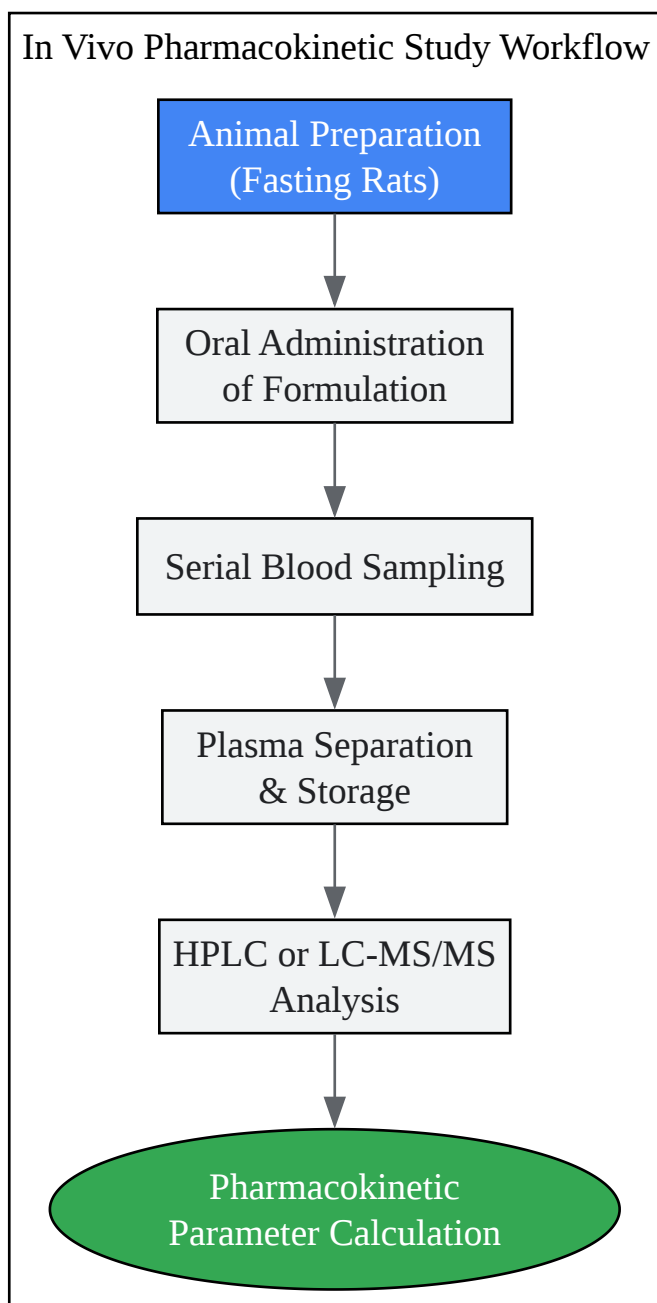 In Vivo Pharmacokinetic Study Workflow
Animal Preparation
(Fasting Rats)
Oral Administration
of Formulation
Serial Blood Sampling
Plasma Separation
& Storage
HPLC or LC-MS/MS
Analysis
Pharmacokinetic
Parameter Calculation